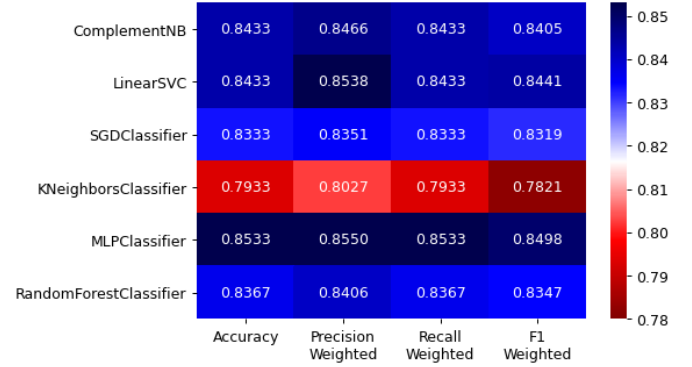 ComplementNB 0.8433 0.8466 0.8433 0.8405
LinearSVC 0.8433 0.8538 0.8433 0.8441
SGDClassifier 0.8333 0.8351 0.8333 0.8319
KNeighborsClassifier 0.7933 0.8027 0.7933 0.7821
MLPClassifier 0.8533 0.8550 0.8533 0.8498
RandomForestClassifier 0.8367 0.8406 0.8367 0.8347
Accuracy Precision Recall F1
Weighted Weighted Weighted
0.85
0.84
0.83
0.82
0.81
0.80
0.79
0.78